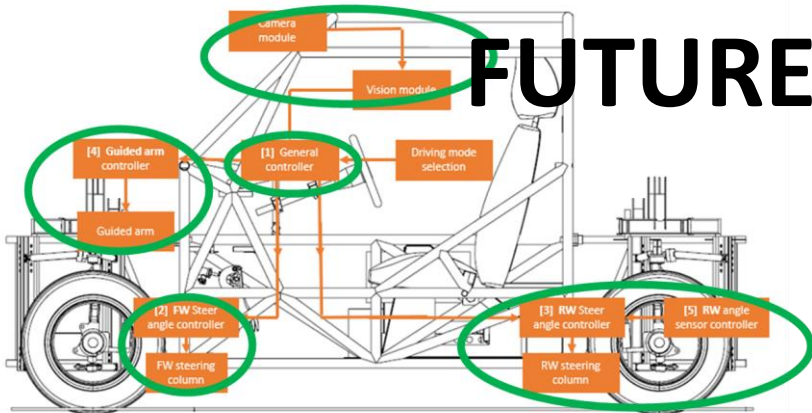 Camera
module
FUTURE
Vision module
[4] Guided arm
controller
[1] General
controller
Driving mode
selection
Guided arm
[2] FW Steer
angle controller
[3] RW Steer
angle controller
[5] RW angle
sensor controller
FW steering
column
RW steering
column